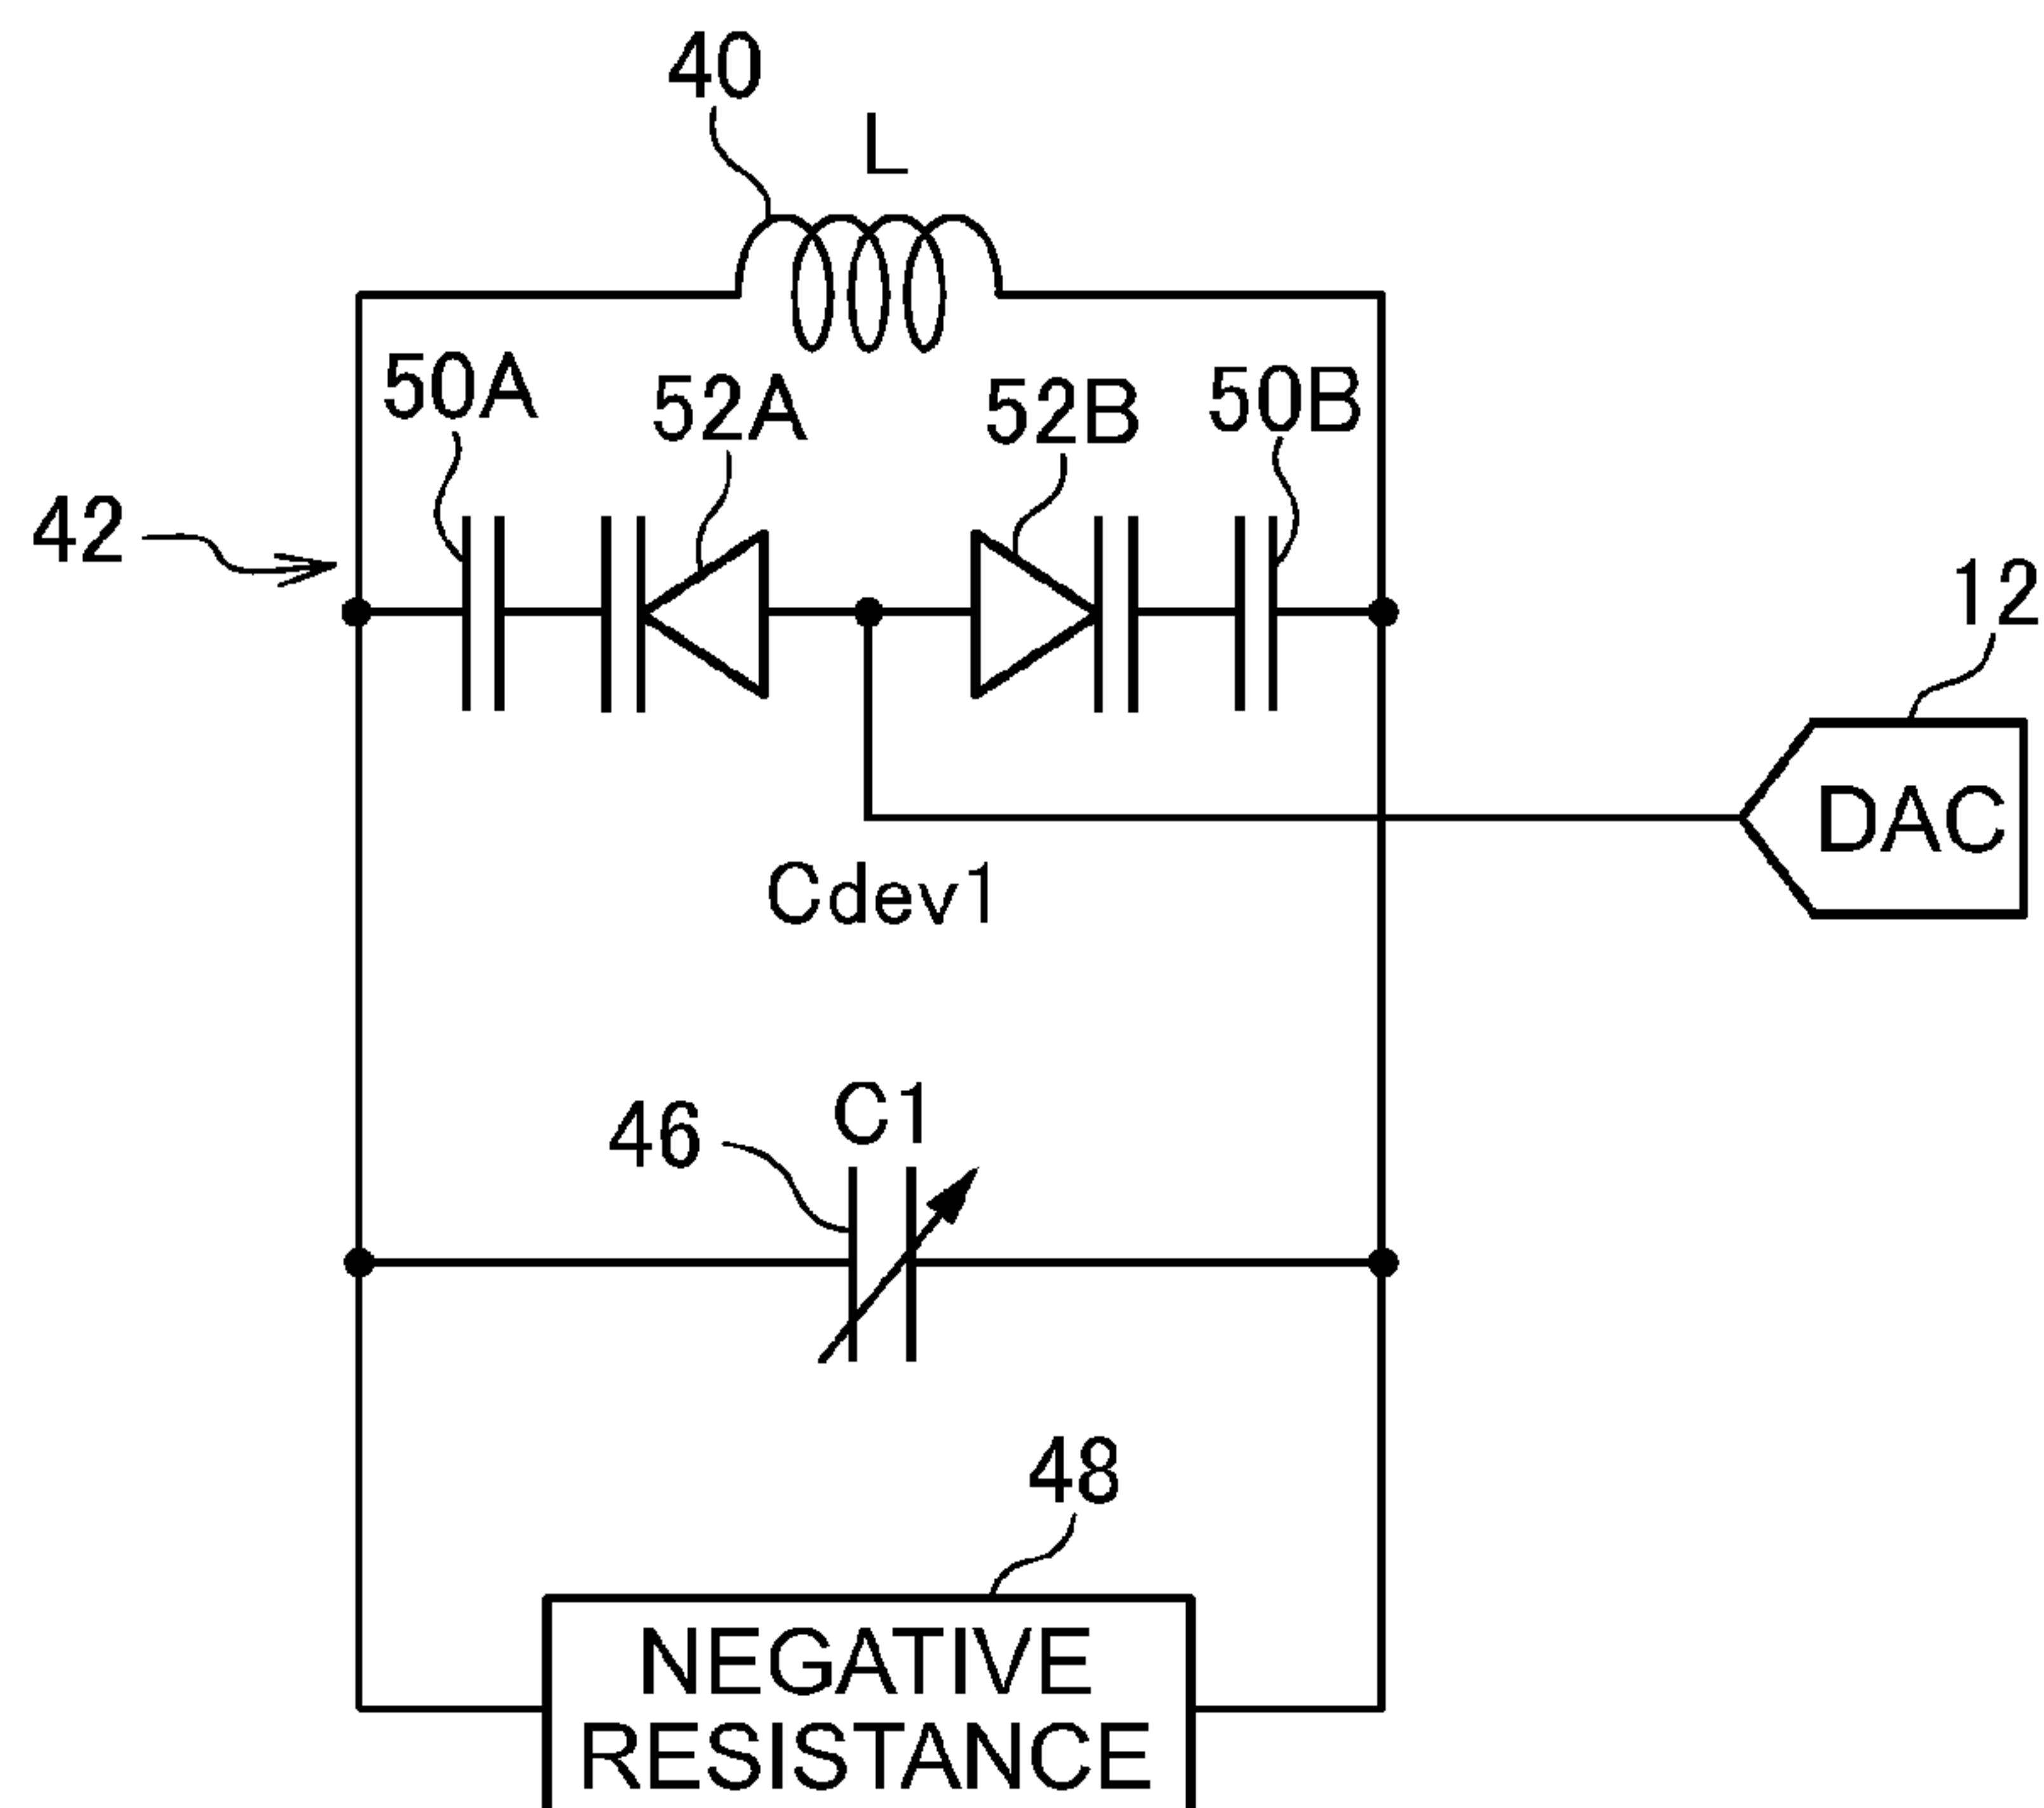 40
L
50A
52A
52B
50B
42
12
DAC
Cdev1
C1
46
48
NEGATIVE
RESISTANCE